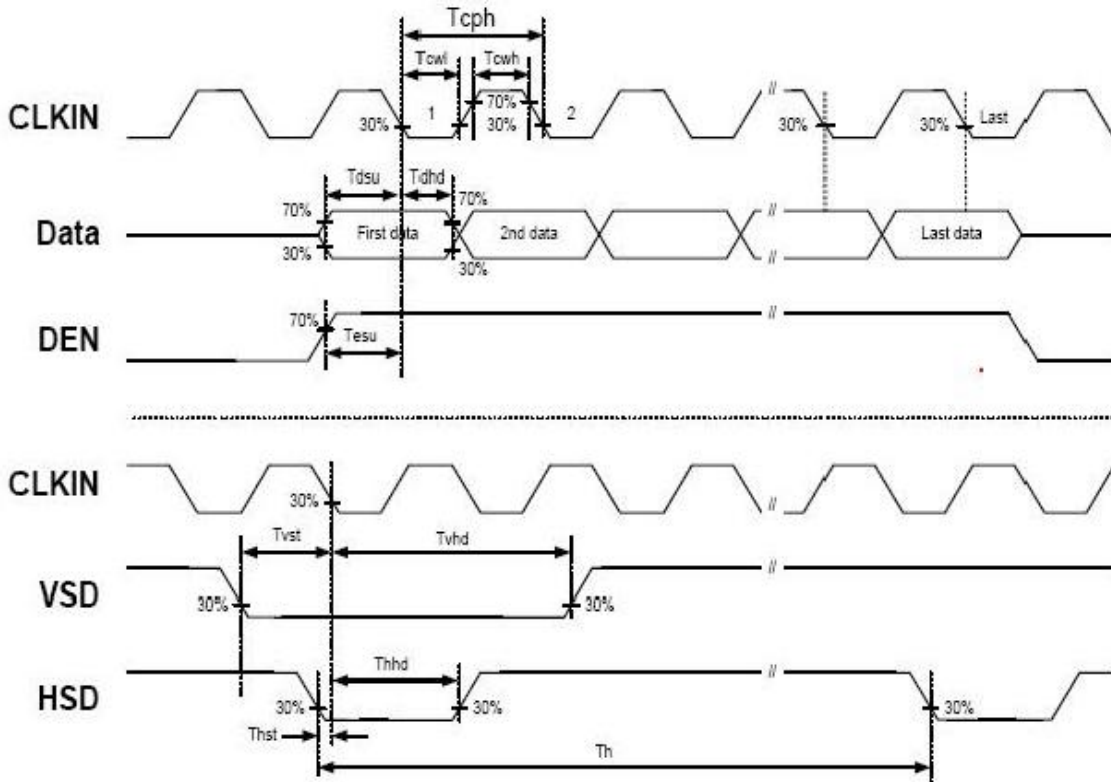 Tcph
Tcwl Tcwh
CLKIN 30% 1 70% 30% 2 // 30% 30% Last
Tdsu Tdhd
70% 70%
Data First data 2nd data // Last data
30% 30%
DEN 70% Tesu //
CLKIN 30% //
Tvst Tvhd
VSD 30% 30% //
Thhd
HSD 30% 30% // 30%
Thst
Th